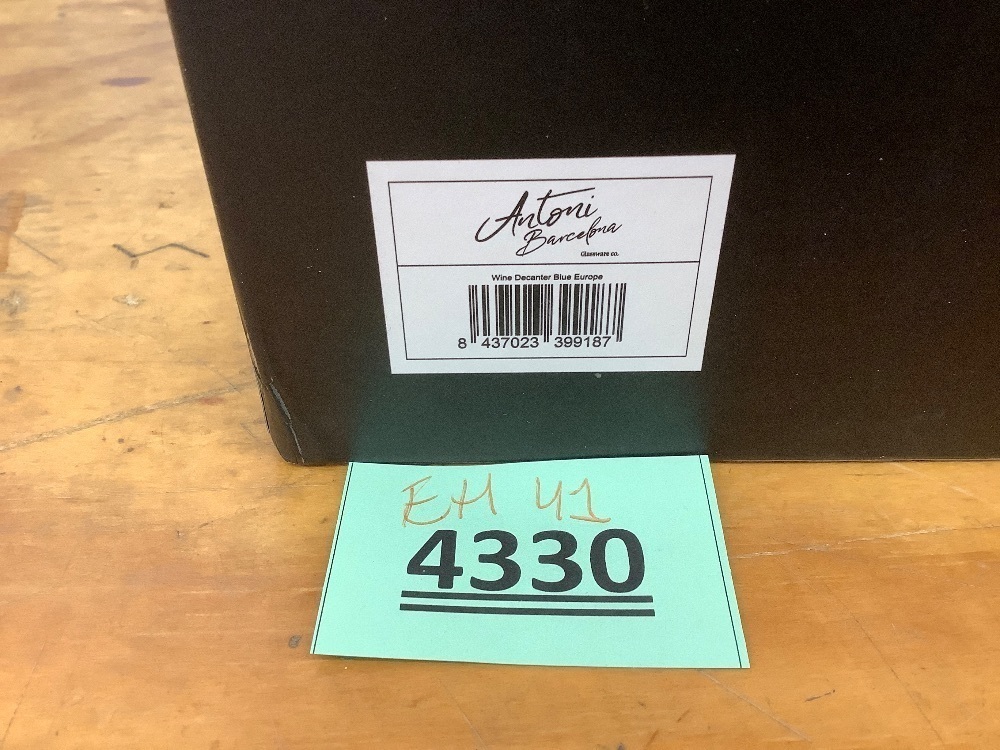 Antoni
Barcelona
Glassware co.
Wine Decanter Blue Europe
8 437023 399187
EH 41
4330